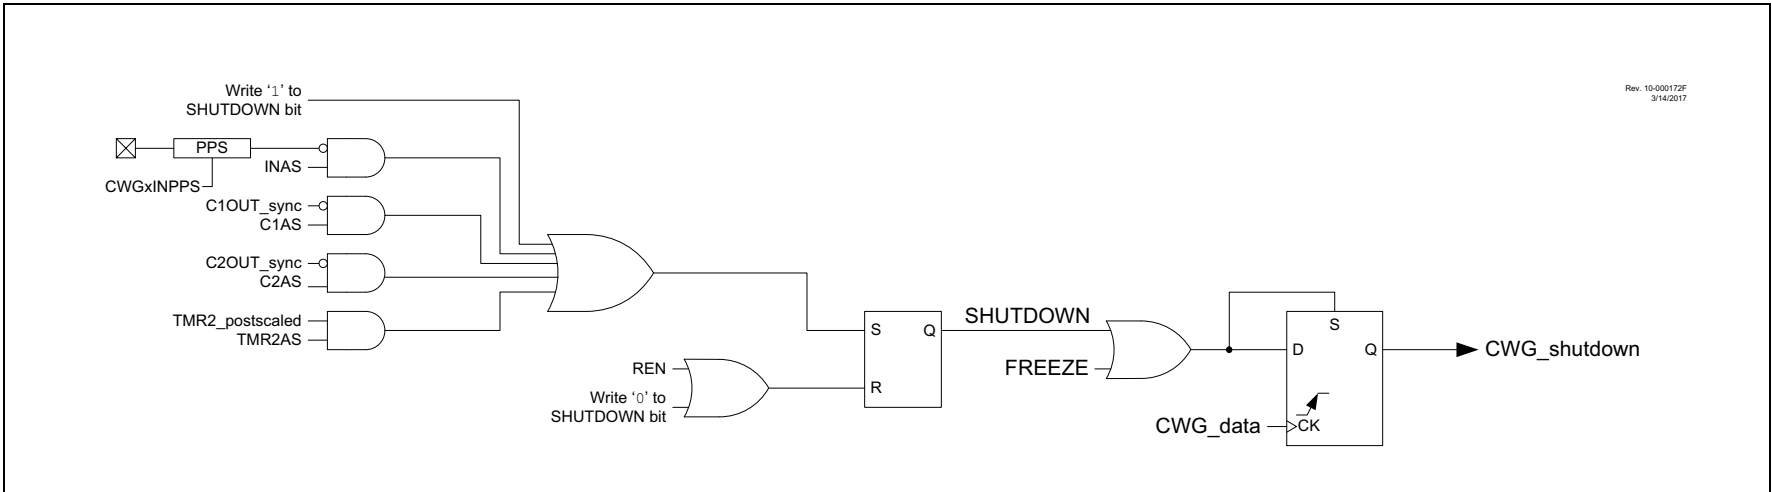 Write ‘1’ to
SHUTDOWN bit
Rev. 10-000172F
3/14/2017
PPS
INAS
CWGxINPPS
C1OUT_sync
C1AS
C2OUT_sync
C2AS
TMR2_postscaled
TMR2AS
REN
Write ‘0’ to
SHUTDOWN bit
S
Q
R
SHUTDOWN
FREEZE
S
D
Q
CWG_data
CK
CWG_shutdown